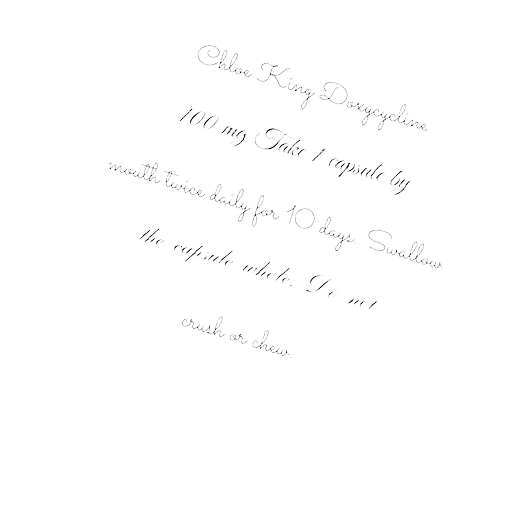 Chloe King Doxycycline
100 mg Take 1 capsule by
mouth twice daily for 10 days. Swallow
the capsule whole. Do not
crush or chew.